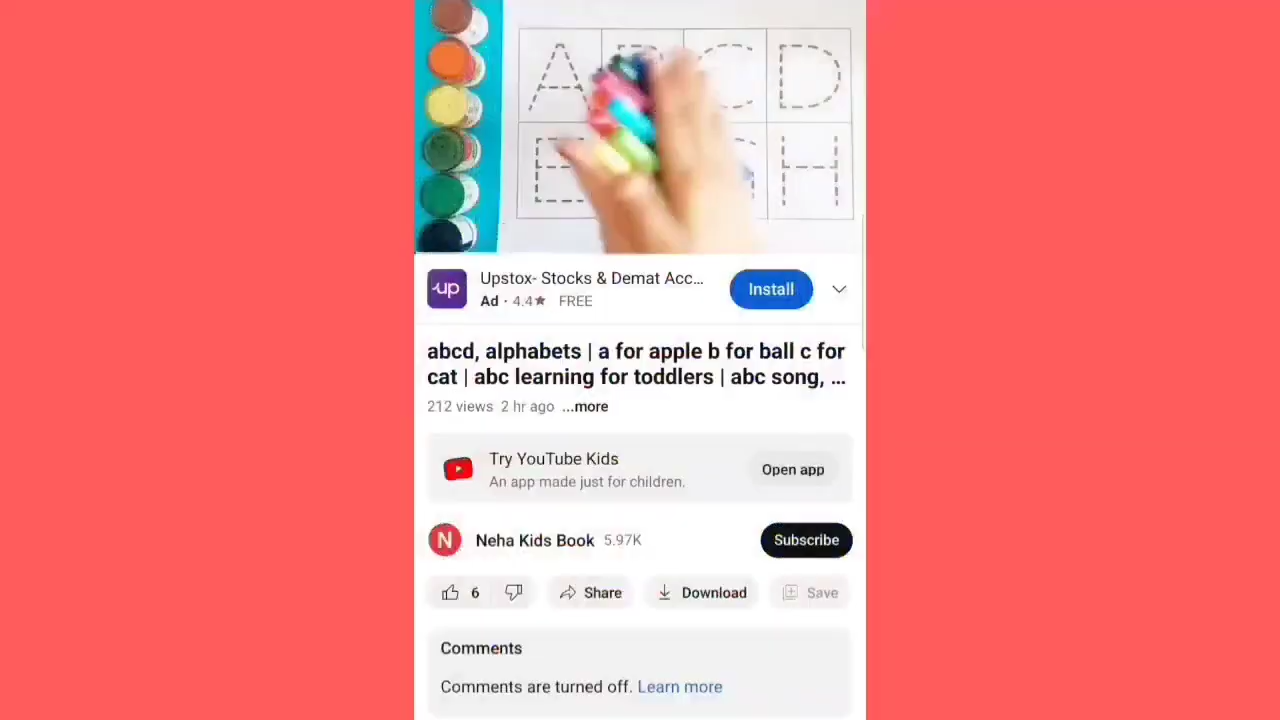 A B C D
E H
up
Upstox- Stocks & Demat Acc...
Ad · 4.4★ FREE
Install
abcd, alphabets | a for apple b for ball c for
cat | abc learning for toddlers | abc song, ...
212 views 2 hr ago ...more
Try YouTube Kids
An app made just for children.
Open app
N
Neha Kids Book 5.97K
Subscribe
6
Share
Download
Save
Comments
Comments are turned off. Learn more